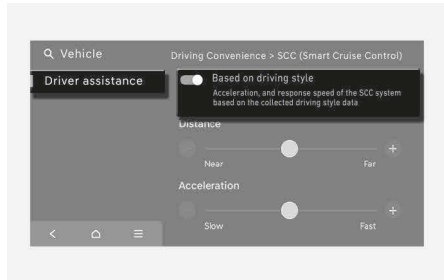 Vehicle
Driving Convenience > SCC (Smart Cruise Control)
Driver assistance
Based on driving style
Acceleration, and response speed of the SCC system
based on the collected driving style data
Distance
Near Far
Acceleration
Slow Fast